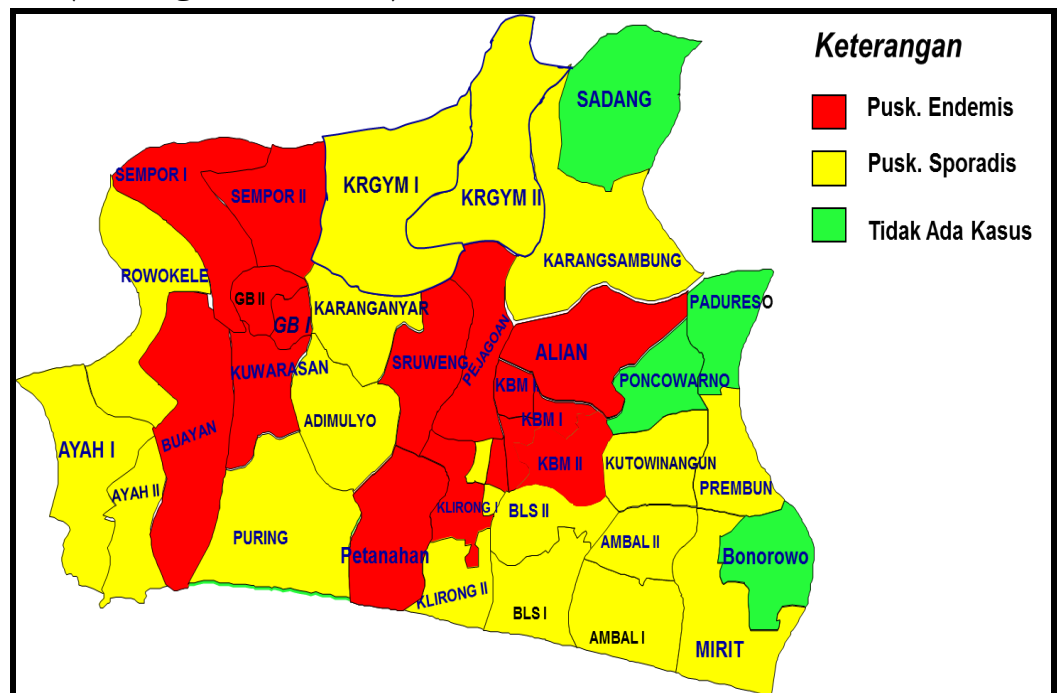 Keterangan
Pusk. Endemis
Pusk. Sporadis
Tidak Ada Kasus
SADANG
SEMPOR I
SEMPOR II
KRGYM I
KRGYM II
ROWOKELE
KARANGSAMBUNG
GB II
GB I
KARANGANYAR
PADURESO
KUWARASAN
SRUWENG
PEJAGOAN
ALIAN
PONCOWARNO
KBM I
KBM I
ADIMULYO
BUAYAN
AYAH I
AYAH II
KBM II
KUTOWINANGUN
PREMBUN
KLIRONG I
BLS II
PURING
Petanahan
AMBAL II
Bonorowo
KLIRONG II
BLS I
AMBAL I
MIRIT